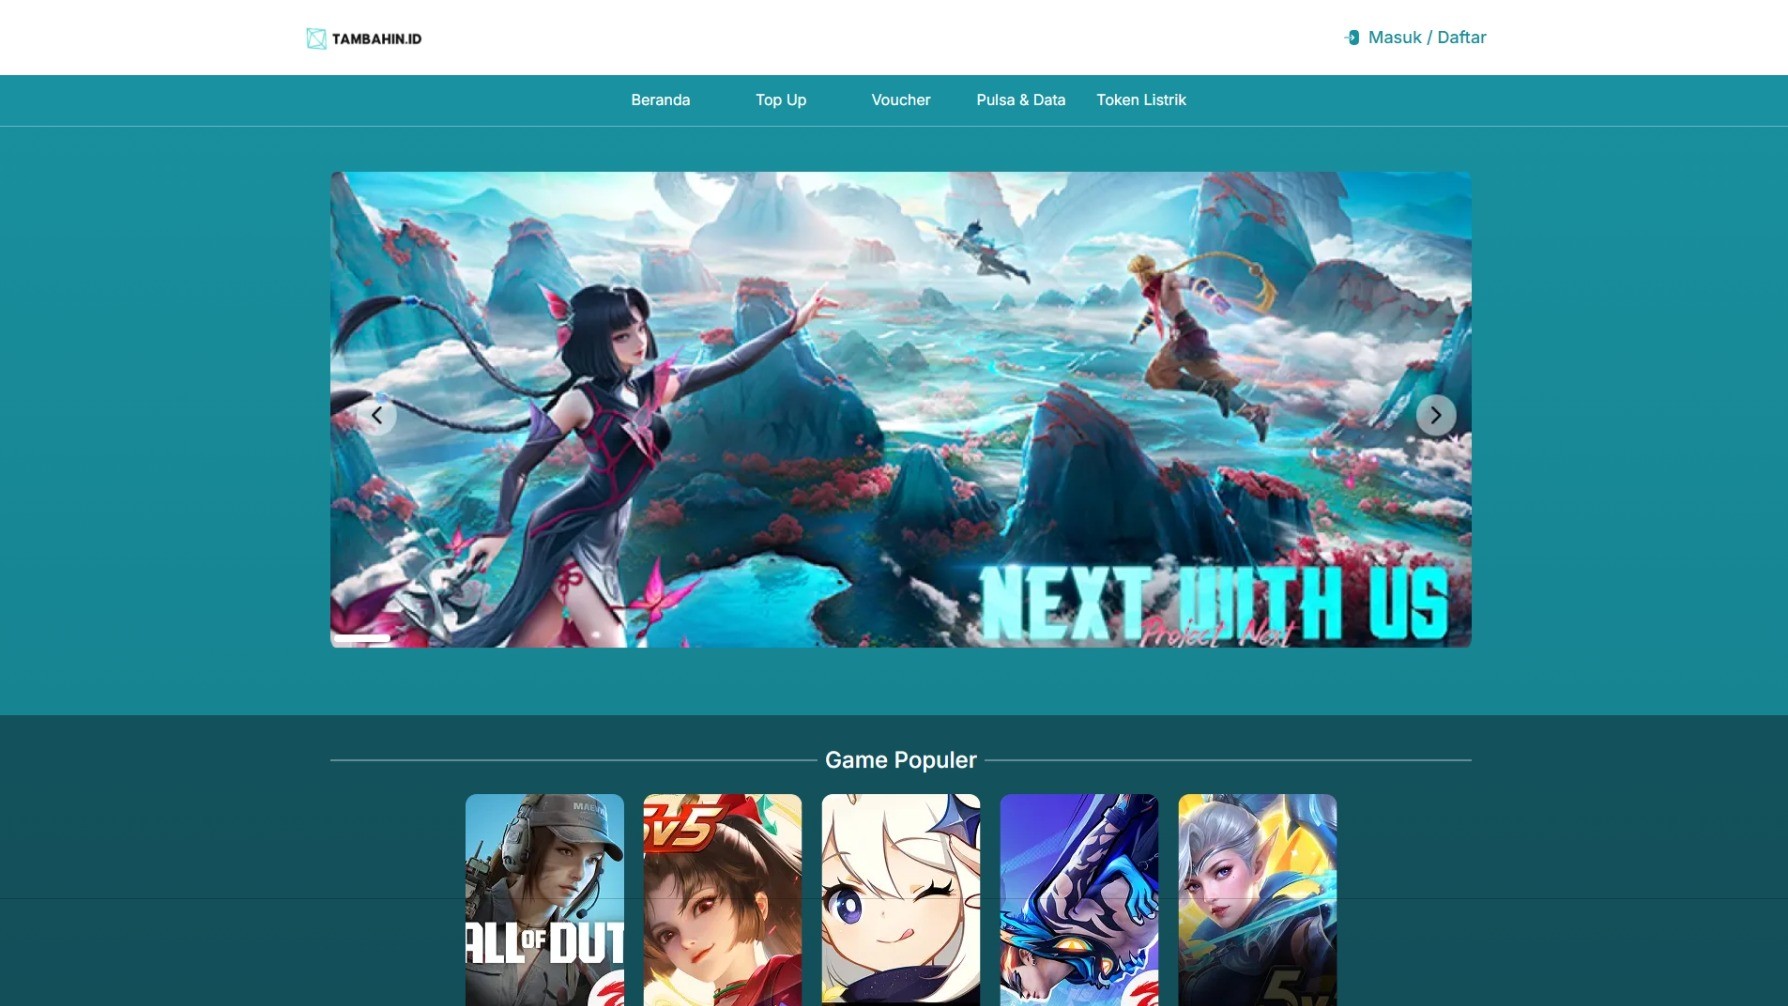 TAMBAHIN.ID
Masuk / Daftar
Beranda
Top Up
Voucher
Pulsa & Data
Token Listrik
NEXT WITH US
Project Next
Game Populer
5v5
ALL OF DUT